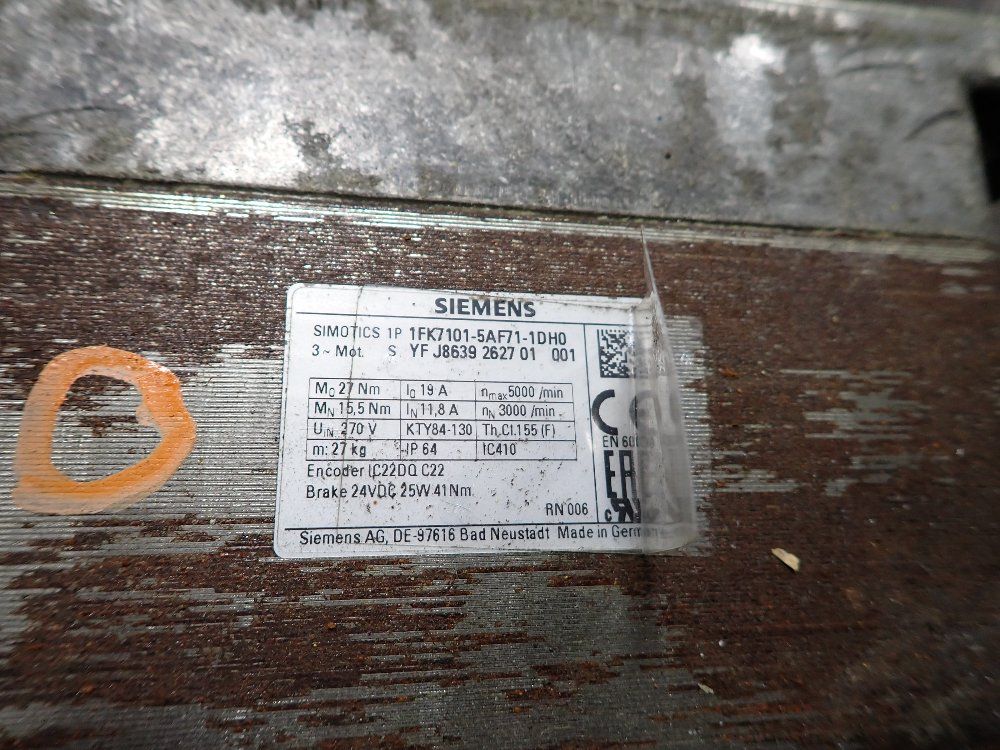 SIEMENS
SIMOTICS 1P 1FK7101-5AF71-1DH0
3~ Mot. S YF J8639 2627 01 001
M0 27 Nm I0 19 A nmax 5000 /min
MN 15,5 Nm IN 11,8 A nN 3000 /min
UIN 270 V KTY84-130 Th.Cl.155 (F)
m: 27 kg IP 64 IC410
EN
Encoder IC22DQ C22
Brake 24VDC 25W 41Nm
RN 006
Siemens AG, DE-97616 Bad Neustadt Made in